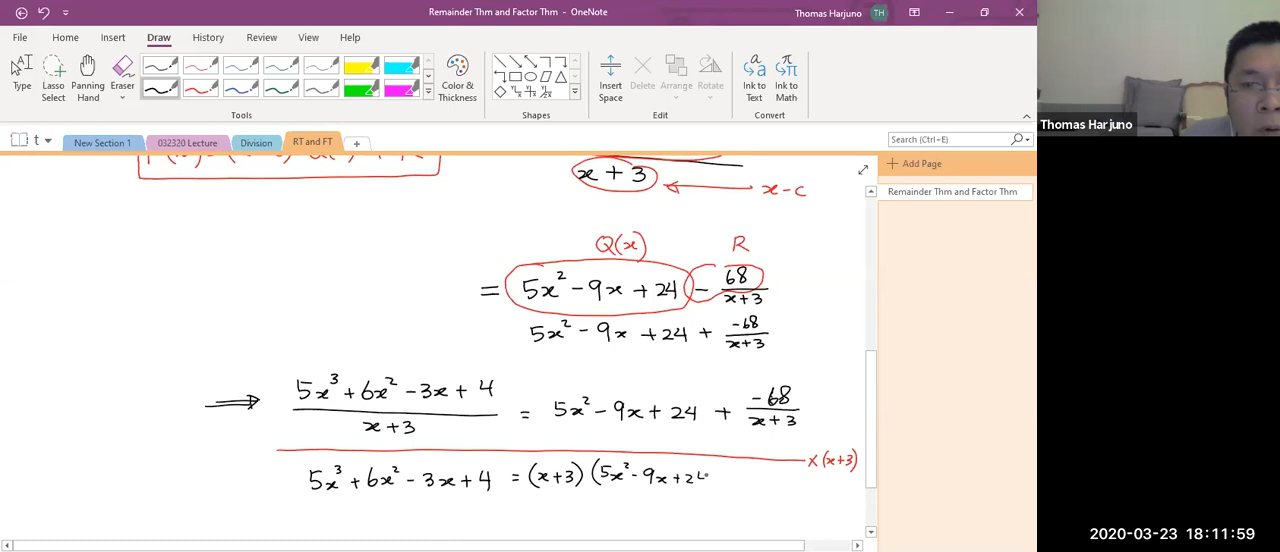 Remainder Thm and Factor Thm - OneNote
Thomas Harjuno TH
File Home Insert Draw History Review View Help
Type Lasso Select Panning Hand Eraser Color & Thickness Insert Space Delete Arrange Rotate Ink to Text Ink to Math
Tools Shapes Edit Convert
t New Section 1 032320 Lecture Division RT and FT + Search (Ctrl+E)
Thomas Harjuno
Add Page
Remainder Thm and Factor Thm
x + 3
x - c
Q(x) R
= 5x² - 9x + 24 - 68/(x+3)
5x² - 9x + 24 + -68/(x+3)
⟹ (5x³ + 6x² - 3x + 4)/(x + 3) = 5x² - 9x + 24 + -68/(x+3)
× (x+3)
5x³ + 6x² - 3x + 4 = (x+3) (5x² - 9x + 24
2020-03-23 18:11:59